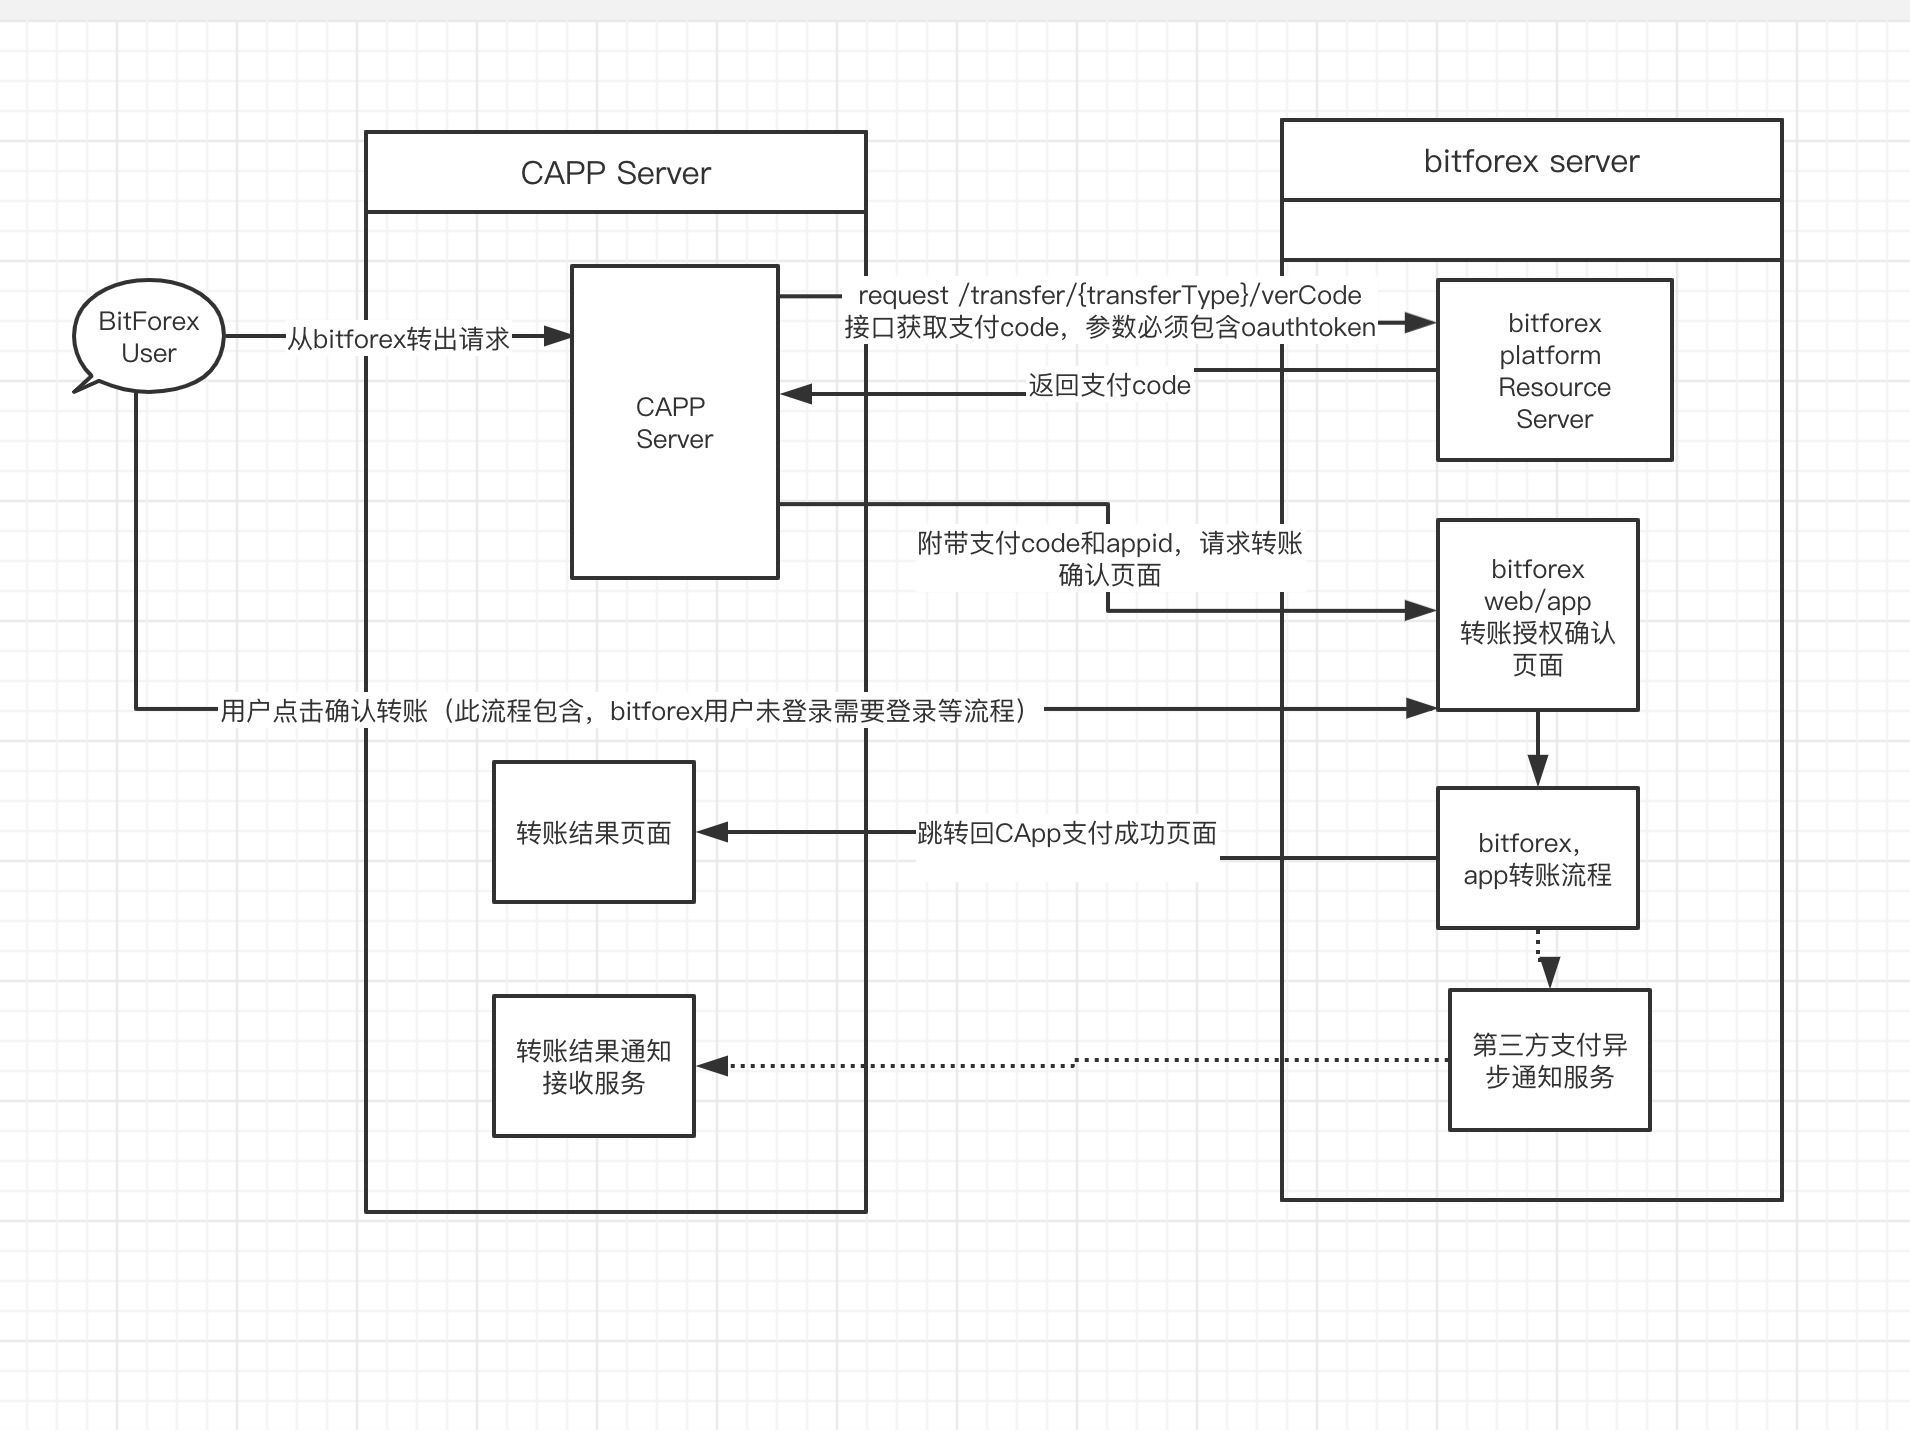 CAPP Server
bitforex server
BitForex
User
从bitforex转出请求
CAPP
Server
request /transfer/{transferType}/verCode
接口获取支付code，参数必须包含oauthtoken
返回支付code
bitforex
platform
Resource
Server
附带支付code和appid，请求转账
确认页面
bitforex
web/app
转账授权确认
页面
用户点击确认转账（此流程包含，bitforex用户未登录需要登录等流程）
转账结果页面
跳转回CApp支付成功页面
bitforex，
app转账流程
转账结果通知
接收服务
第三方支付异
步通知服务